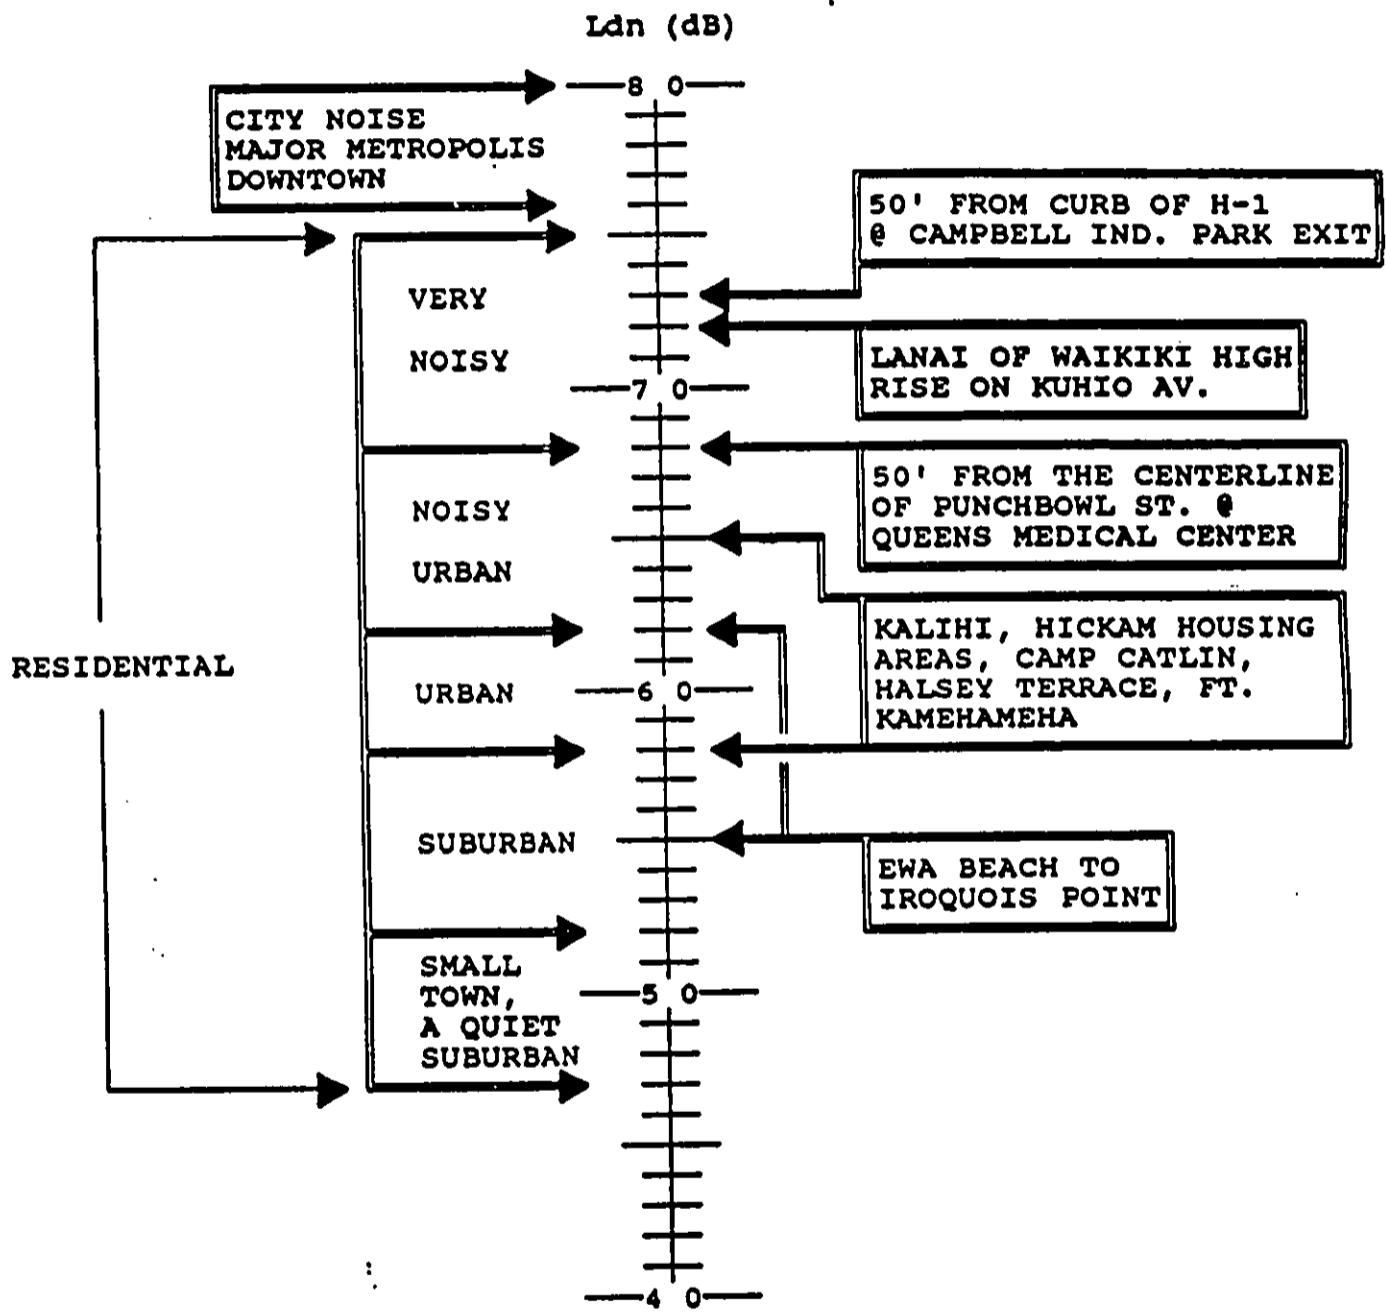 Ldn (dB)
80
CITY NOISE
MAJOR METROPOLIS
DOWNTOWN
50' FROM CURB OF H-1
@ CAMPBELL IND. PARK EXIT
VERY
NOISY
LANAI OF WAIKIKI HIGH
RISE ON KUHIO AV.
70
50' FROM THE CENTERLINE
OF PUNCHBOWL ST. @
QUEENS MEDICAL CENTER
NOISY
URBAN
KALIHI, HICKAM HOUSING
AREAS, CAMP CATLIN,
HALSEY TERRACE, FT.
KAMEHAMEHA
RESIDENTIAL
URBAN
60
SUBURBAN
EWA BEACH TO
IROQUOIS POINT
SMALL
TOWN,
A QUIET
SUBURBAN
50
40